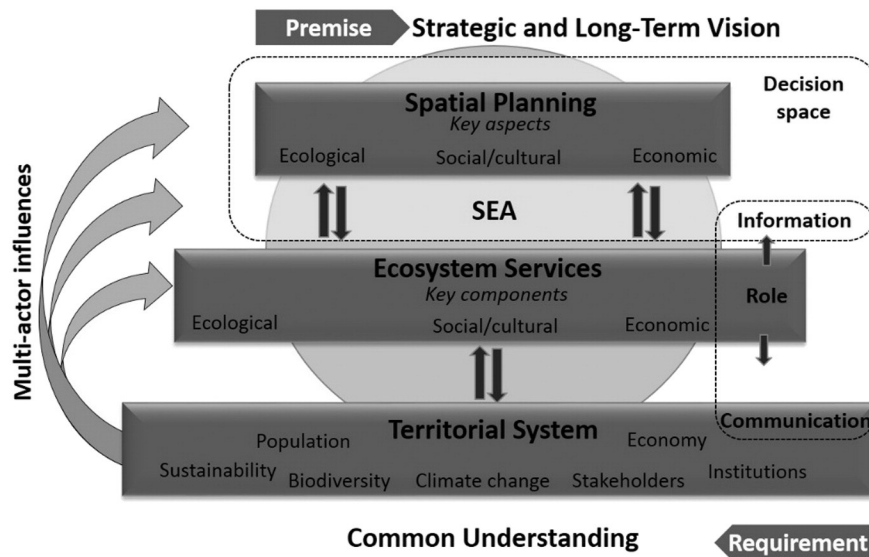 Premise
Strategic and Long-Term Vision
Decision
space
Spatial Planning
Key aspects
Ecological Social/cultural Economic
SEA
Information
Multi-actor influences
Ecosystem Services
Key components
Role
Ecological Social/cultural Economic
Communication
Territorial System
Population Economy
Sustainability Biodiversity Climate change Stakeholders Institutions
Common Understanding
Requirement